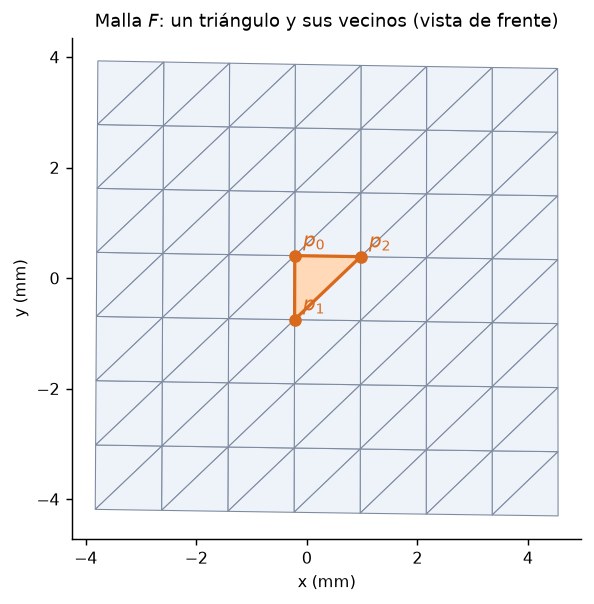 Malla F: un triángulo y sus vecinos (vista de frente)
4
2
0
−2
−4
y (mm)
p₀
p₂
p₁
−4 −2 0 2 4
x (mm)